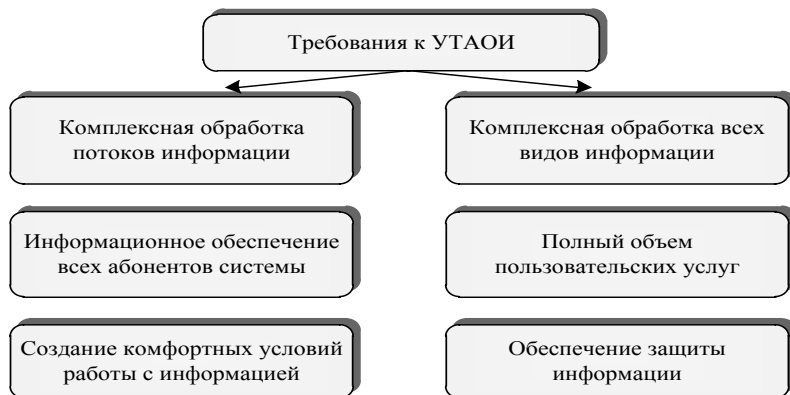 Требования к УТАОИ
Комплексная обработка
потоков информации
Комплексная обработка всех
видов информации
Информационное обеспечение
всех абонентов системы
Полный объем
пользовательских услуг
Создание комфортных условий
работы с информацией
Обеспечение защиты
информации